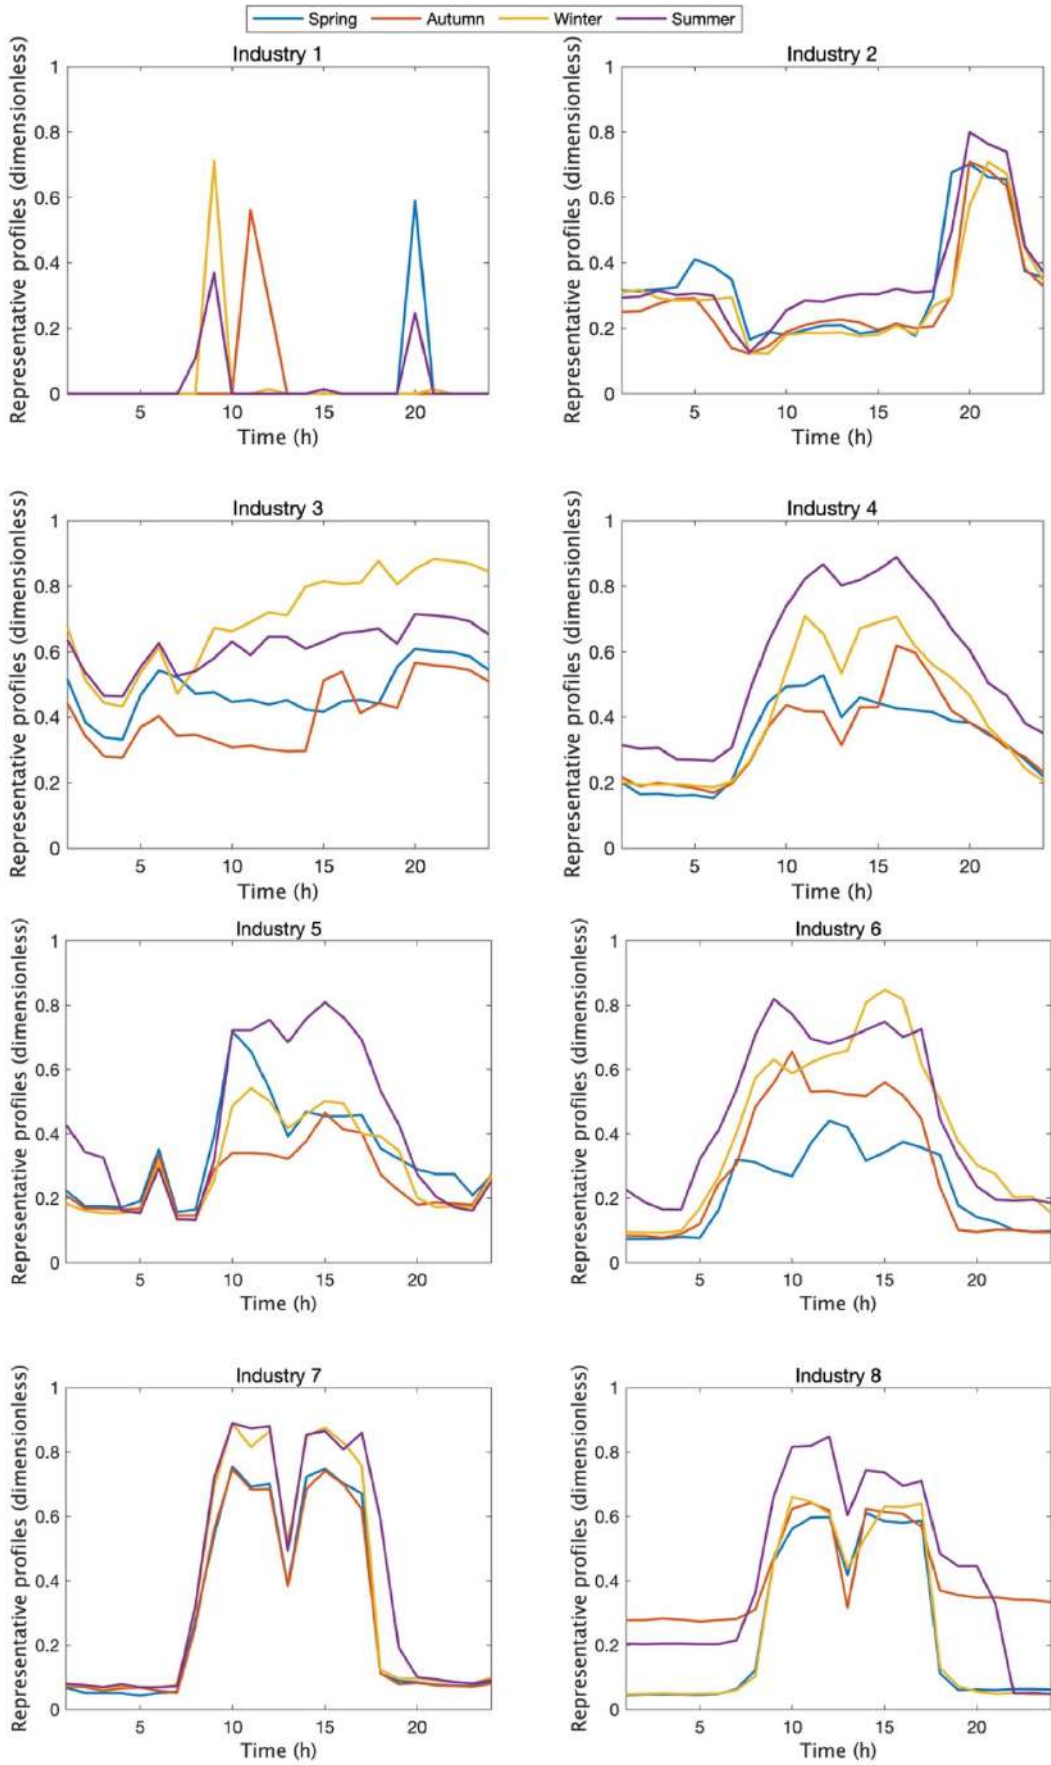 Spring Autumn Winter Summer
Industry 1
Representative profiles (dimensionless)
1
0.8
0.6
0.4
0.2
0
5 10 15 20
Time (h)
Industry 2
Representative profiles (dimensionless)
1
0.8
0.6
0.4
0.2
0
5 10 15 20
Time (h)
Industry 3
Representative profiles (dimensionless)
1
0.8
0.6
0.4
0.2
0
5 10 15 20
Time (h)
Industry 4
Representative profiles (dimensionless)
1
0.8
0.6
0.4
0.2
0
5 10 15 20
Time (h)
Industry 5
Representative profiles (dimensionless)
1
0.8
0.6
0.4
0.2
0
5 10 15 20
Time (h)
Industry 6
Representative profiles (dimensionless)
1
0.8
0.6
0.4
0.2
0
5 10 15 20
Time (h)
Industry 7
Representative profiles (dimensionless)
1
0.8
0.6
0.4
0.2
0
5 10 15 20
Time (h)
Industry 8
Representative profiles (dimensionless)
1
0.8
0.6
0.4
0.2
0
5 10 15 20
Time (h)